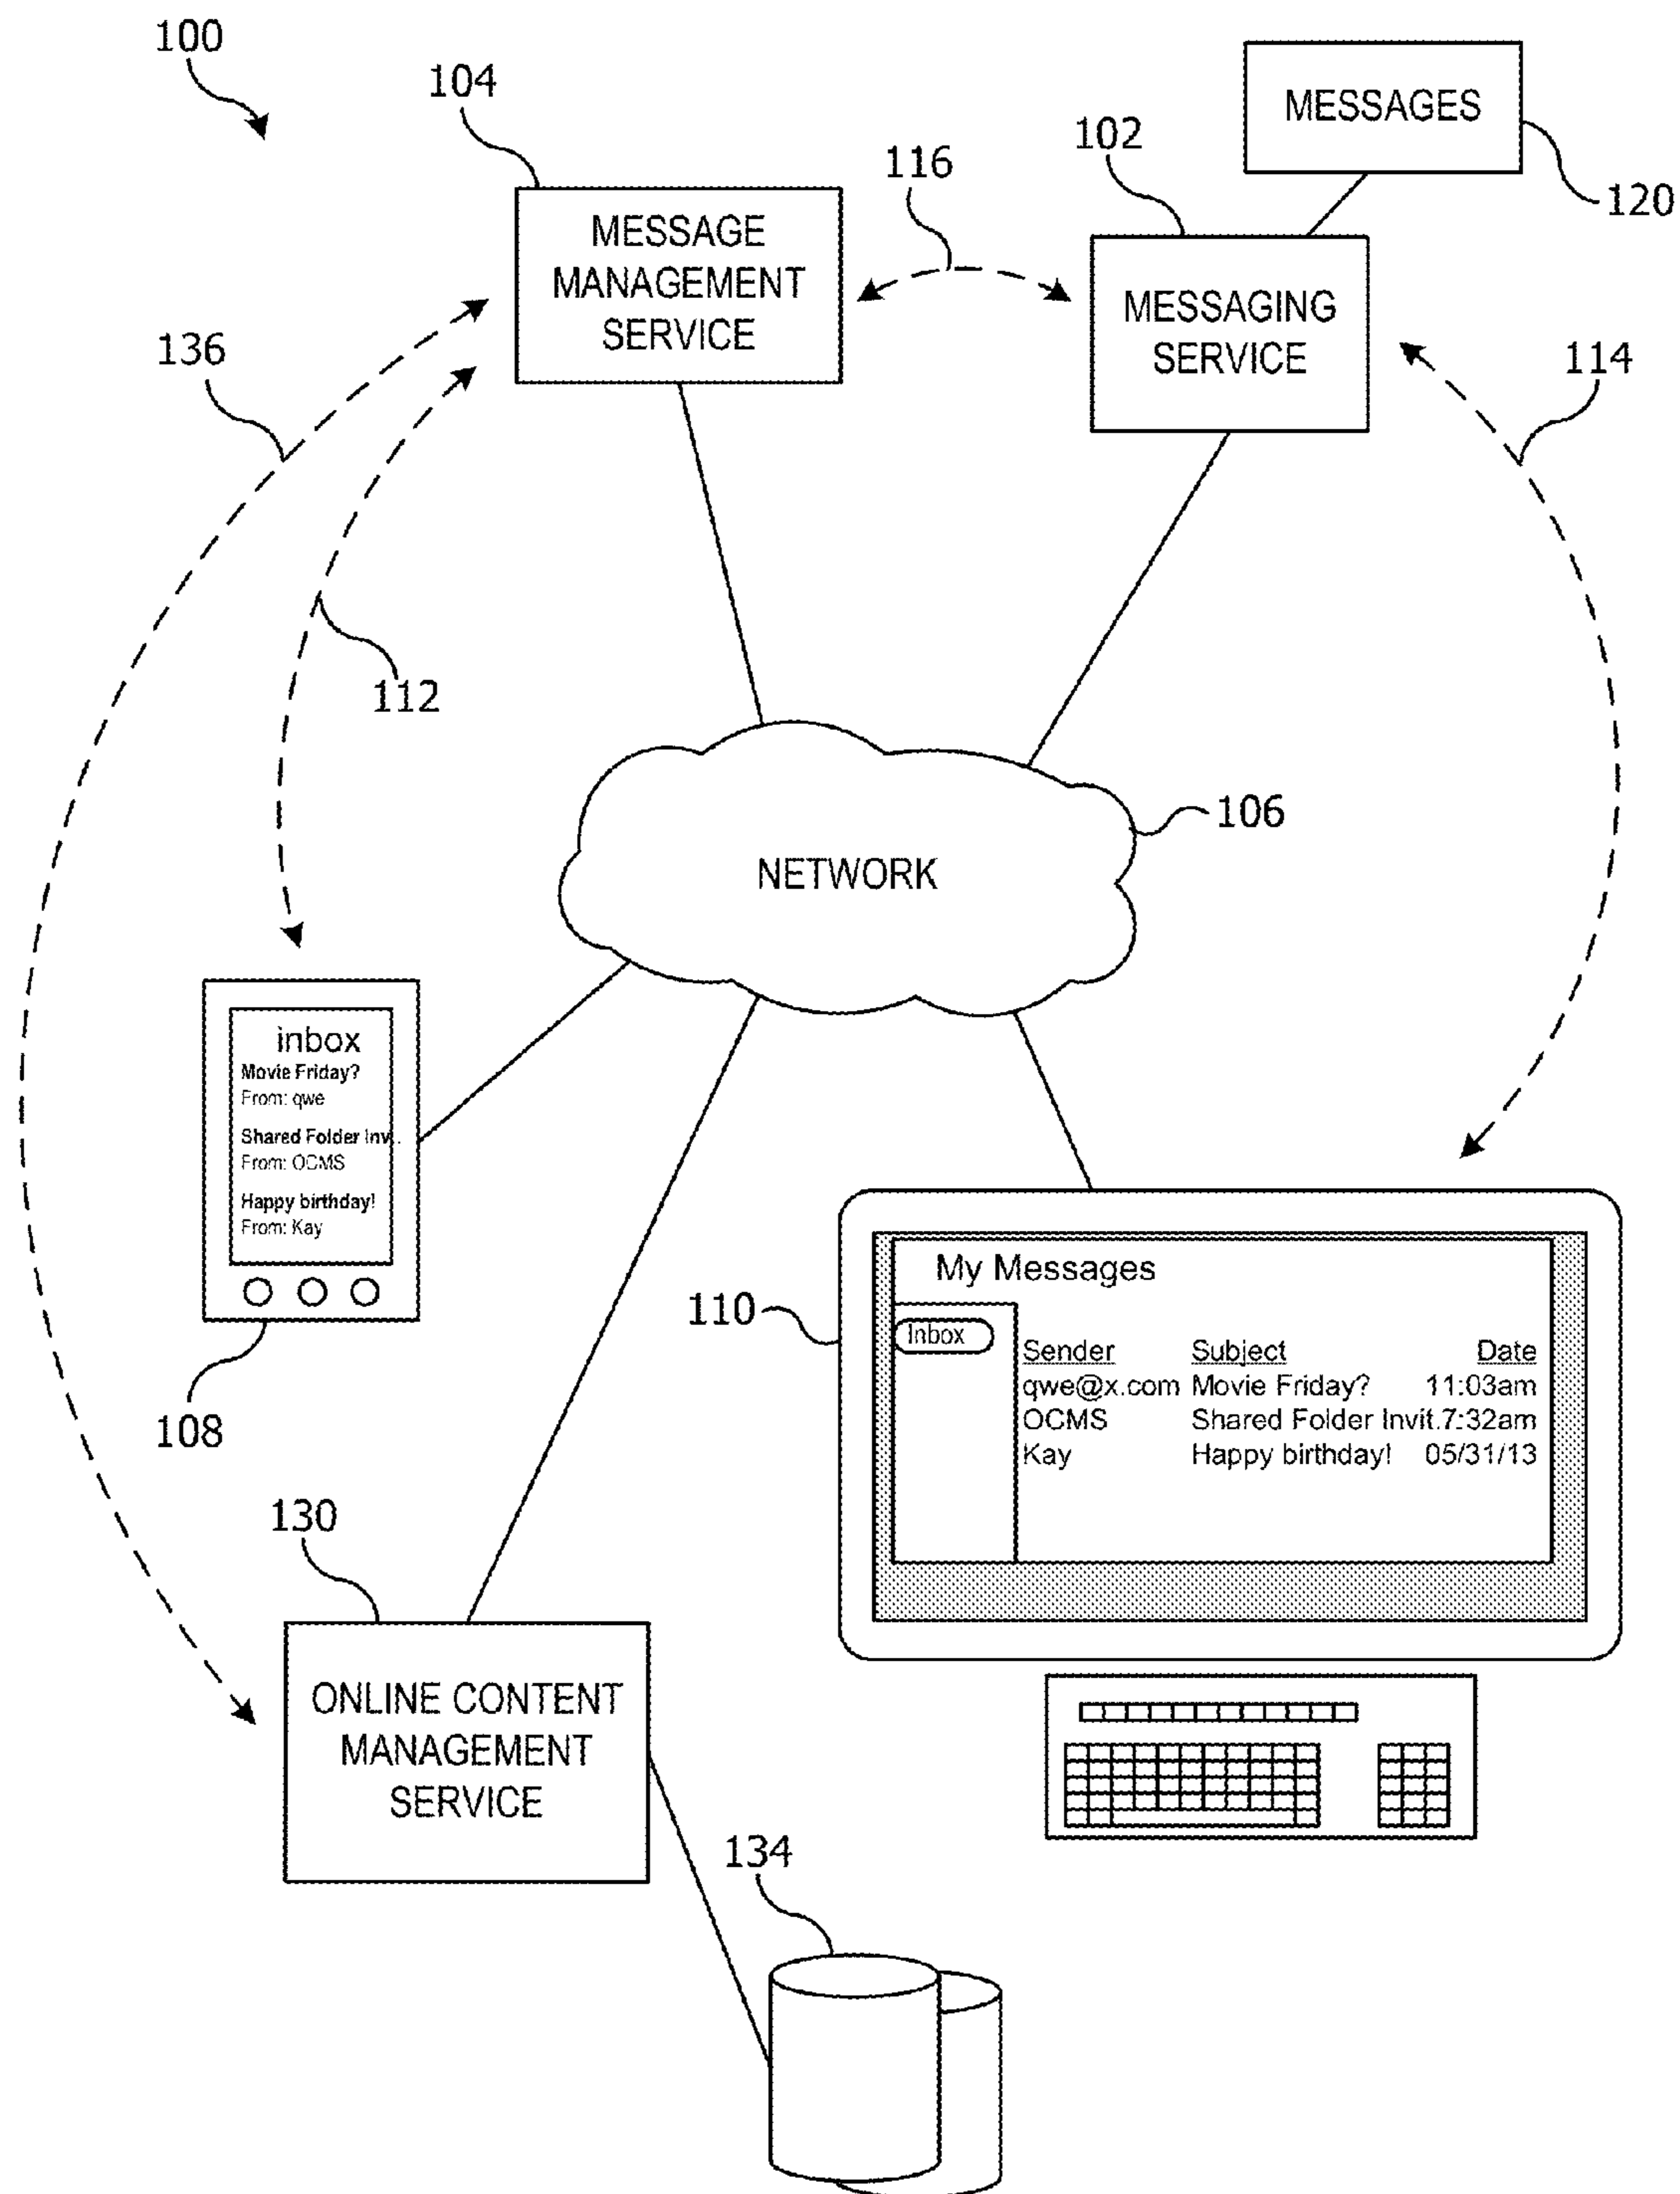 100
104
MESSAGES
102
116
120
MESSAGE
MANAGEMENT
SERVICE
MESSAGING
SERVICE
136
114
112
106
NETWORK
inbox
Movie Friday?
From: qwe
Shared Folder Inv..
From: OCMS
Happy birthday!
From: Kay
108
110
My Messages
Inbox
Sender Subject Date
qwe@x.com Movie Friday? 11:03am
OCMS Shared Folder Invit.7:32am
Kay Happy birthday! 05/31/13
130
ONLINE CONTENT
MANAGEMENT
SERVICE
134